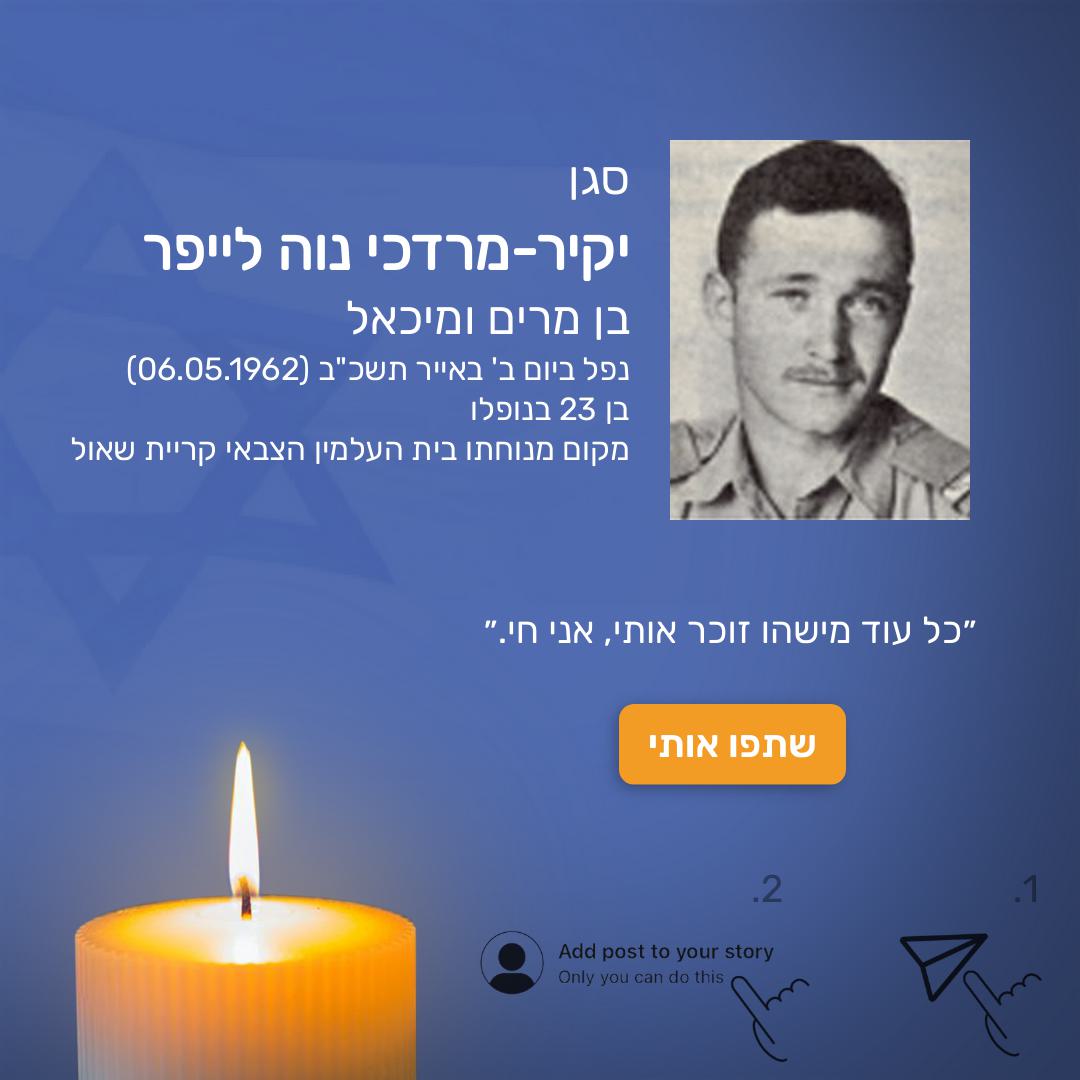 סגן
יקיר-מרדכי נוה לייפר
בן מרים ומיכאל
נפל ביום ב' באייר תשכ"ב (06.05.1962)
בן 23 בנופלו
מקום מנוחתו בית העלמין הצבאי קריית שאול
״כל עוד מישהו זוכר אותי, אני חי.״
שתפו אותי
.1
.2
Add post to your story
Only you can do this